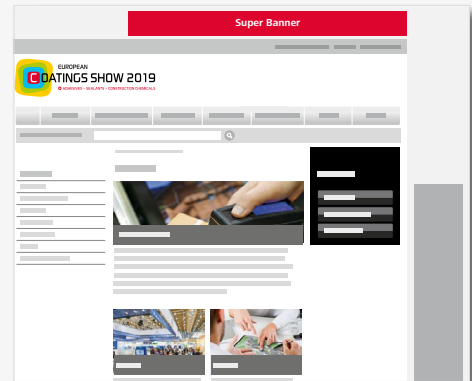 Super Banner
EUROPEAN
COATINGS SHOW 2019
ADHESIVES – SEALANTS – CONSTRUCTION CHEMICALS